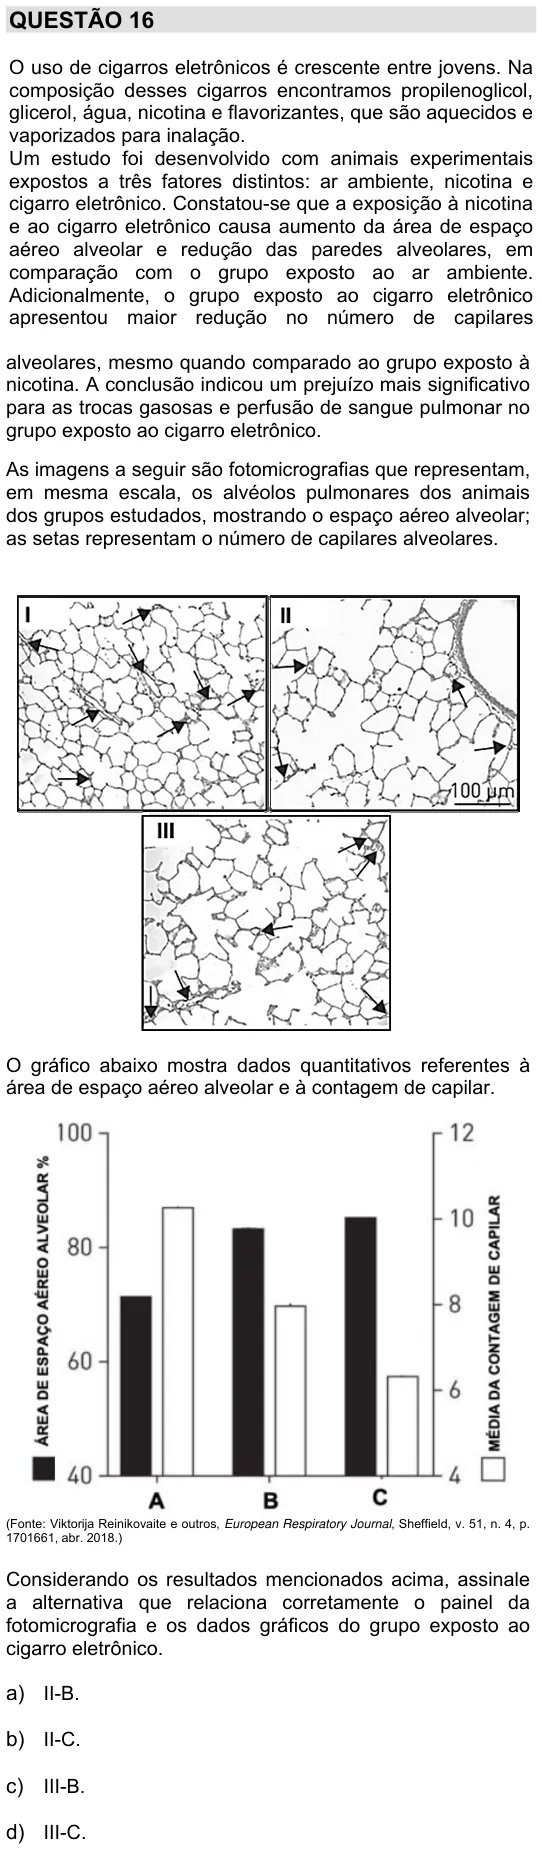 QUESTÃO 16
O uso de cigarros eletrônicos é crescente entre jovens. Na
composição desses cigarros encontramos propilenoglicol,
glicerol, água, nicotina e flavorizantes, que são aquecidos e
vaporizados para inalação.
Um estudo foi desenvolvido com animais experimentais
expostos a três fatores distintos: ar ambiente, nicotina e
cigarro eletrônico. Constatou-se que a exposição à nicotina
e ao cigarro eletrônico causa aumento da área de espaço
aéreo alveolar e redução das paredes alveolares, em
comparação com o grupo exposto ao ar ambiente.
Adicionalmente, o grupo exposto ao cigarro eletrônico
apresentou maior redução no número de capilares
alveolares, mesmo quando comparado ao grupo exposto à
nicotina. A conclusão indicou um prejuízo mais significativo
para as trocas gasosas e perfusão de sangue pulmonar no
grupo exposto ao cigarro eletrônico.
As imagens a seguir são fotomicrografias que representam,
em mesma escala, os alvéolos pulmonares dos animais
dos grupos estudados, mostrando o espaço aéreo alveolar;
as setas representam o número de capilares alveolares.
I
II
100 µm
III
O gráfico abaixo mostra dados quantitativos referentes à
área de espaço aéreo alveolar e à contagem de capilar.
ÁREA DE ESPAÇO AÉREO ALVEOLAR %
100
80
60
40
12
10
8
6
4
MÉDIA DA CONTAGEM DE CAPILAR
A B C
(Fonte: Viktorija Reinikovaite e outros, European Respiratory Journal, Sheffield, v. 51, n. 4, p.
1701661, abr. 2018.)
Considerando os resultados mencionados acima, assinale
a alternativa que relaciona corretamente o painel da
fotomicrografia e os dados gráficos do grupo exposto ao
cigarro eletrônico.
a) II-B.
b) II-C.
c) III-B.
d) III-C.